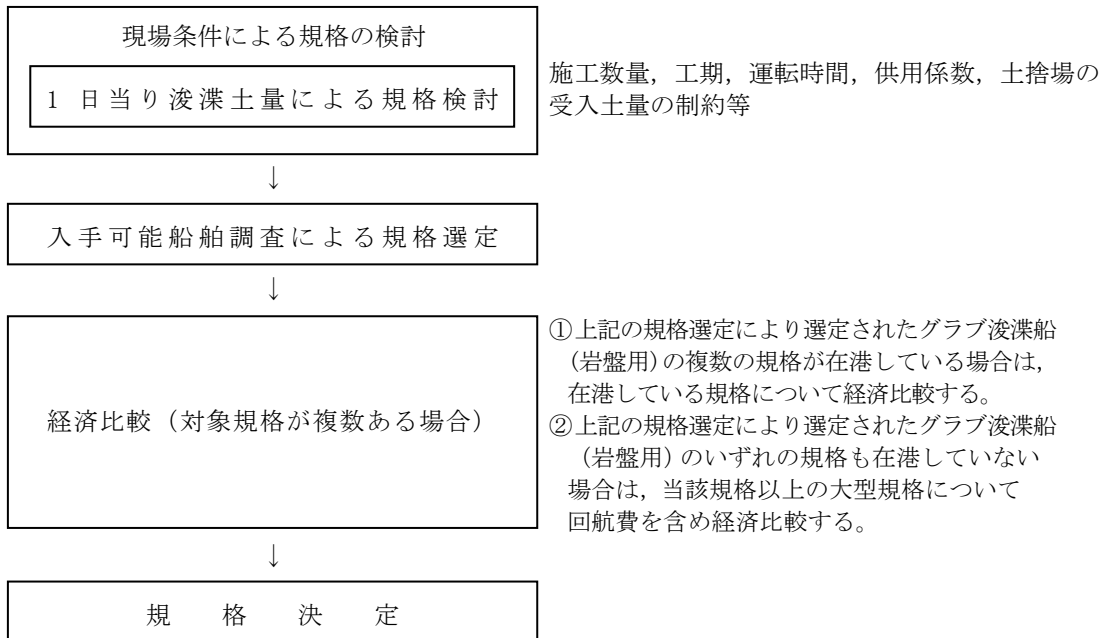 現場条件による規格の検討
1 日当り浚渫土量による規格検討
施工数量，工期，運転時間，供用係数，土捨場の
受入土量の制約等
↓
入手可能船舶調査による規格選定
↓
経済比較（対象規格が複数ある場合）
①上記の規格選定により選定されたグラブ浚渫船
(岩盤用)の複数の規格が在港している場合は，
在港している規格について経済比較する。
②上記の規格選定により選定されたグラブ浚渫船
(岩盤用)のいずれの規格も在港していない
場合は，当該規格以上の大型規格について
回航費を含め経済比較する。
↓
規 格 決 定